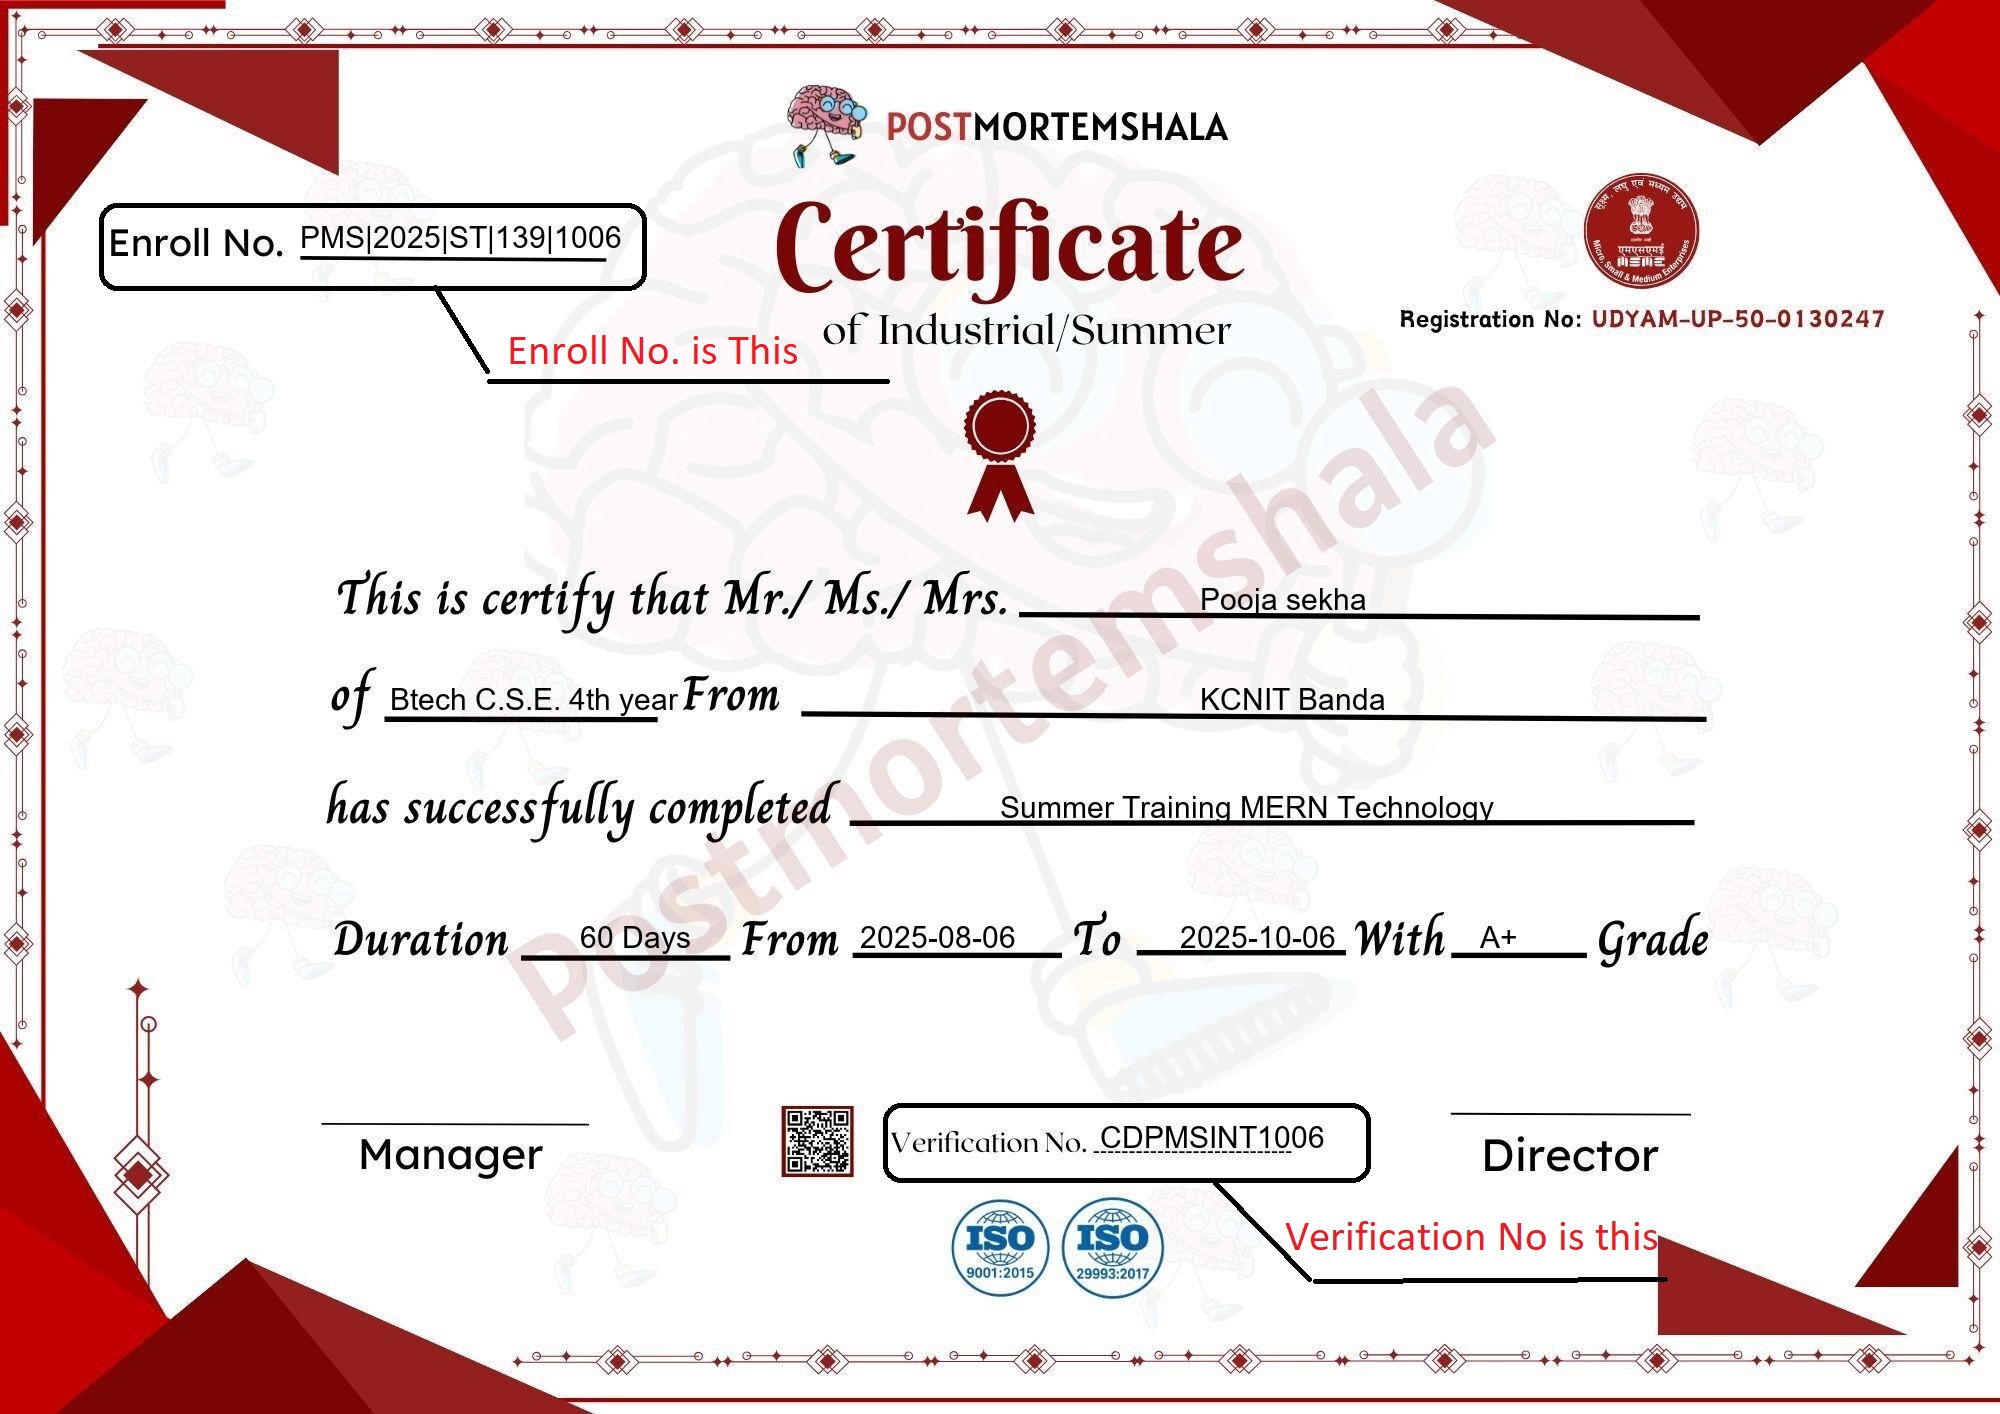 POSTMORTEMSHALA
Certificate
of Industrial/Summer
Enroll No. PMS|2025|ST|139|1006
Enroll No. is This
सूक्ष्म, लघु एवं मध्यम उद्यम
एमएसएमई
MSME
Micro, Small & Medium Enterprises
Registration No: UDYAM-UP-50-0130247
Postmortemshala
This is certify that Mr./ Ms./ Mrs. Pooja sekha
of Btech C.S.E. 4th year From KCNIT Banda
has successfully completed Summer Training MERN Technology
Duration 60 Days From 2025-08-06 To 2025-10-06 With A+ Grade
Manager
Verification No. CDPMSINT1006
Director
Verification No is this
ISO
9001:2015
ISO
29993:2017